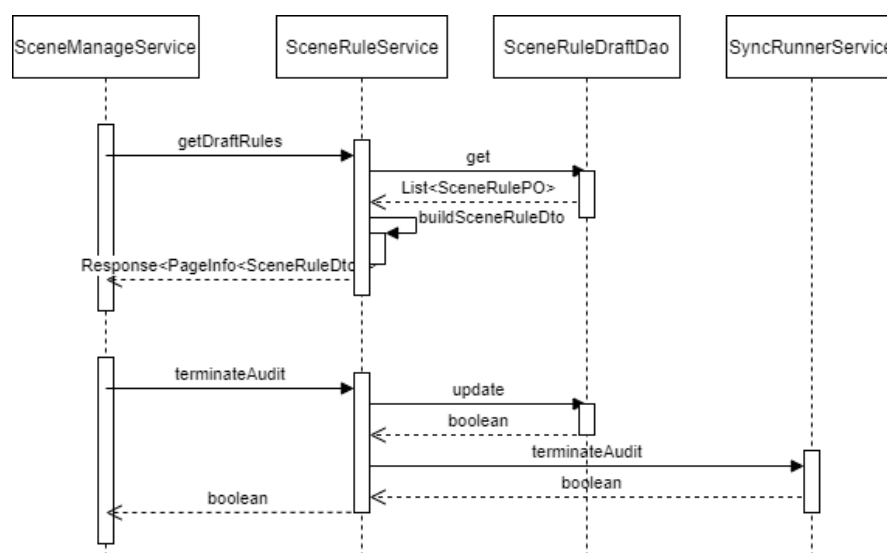 SceneManageService
SceneRuleService
SceneRuleDraftDao
SyncRunnerService
getDraftRules
get
List<SceneRulePO>
buildSceneRuleDto
Response<PageInfo<SceneRuleDto>
terminateAudit
update
boolean
terminateAudit
boolean
boolean